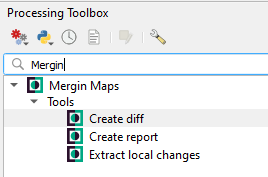 Processing Toolbox
Mergin
Mergin Maps
Tools
Create diff
Create report
Extract local changes